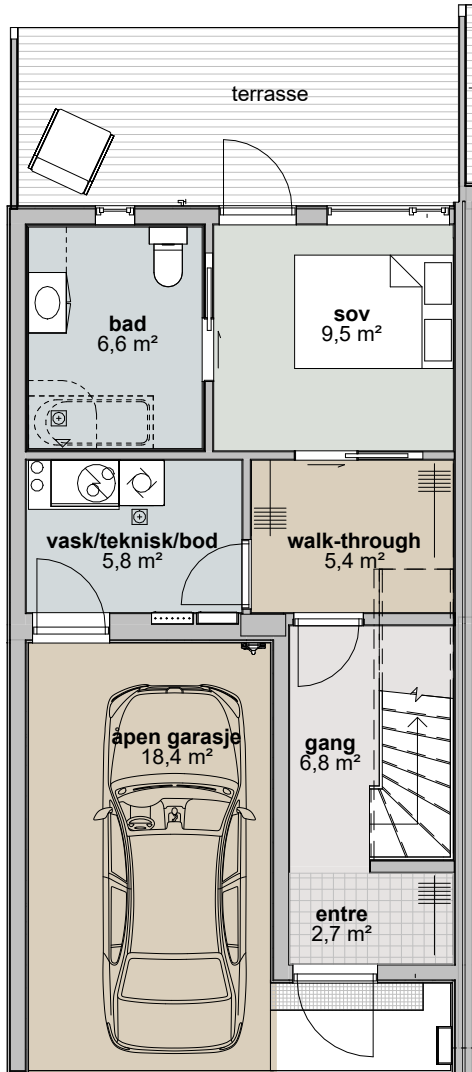 terrasse
bad
6,6 m²
sov
9,5 m²
vask/teknisk/bod
5,8 m²
walk-through
5,4 m²
åpen garasje
18,4 m²
gang
6,8 m²
entre
2,7 m²